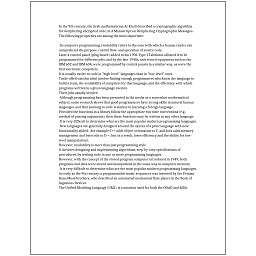 In the 9th century, the Arab mathematician Al-Kindi described a cryptographic algorithm
for deciphering encrypted code, in A Manuscript on Deciphering Cryptographic Messages.
The following properties are among the most important:
In computer programming, readability refers to the ease with which a human reader can
comprehend the purpose, control flow, and operation of source code.
Later a control panel (plug board) added to his 1906 Type I Tabulator allowed it to be
programmed for different jobs, and by the late 1940s, unit record equipment such as the
IBM 602 and IBM 604, were programmed by control panels in a similar way, as were the
first electronic computers.
It is usually easier to code in "high-level" languages than in "low-level" ones.
Trade-offs from this ideal involve finding enough programmers who know the language to
build a team, the availability of compilers for that language, and the efficiency with which
programs written in a given language execute.
Their jobs usually involve:
Although programming has been presented in the media as a somewhat mathematical
subject, some research shows that good programmers have strong skills in natural human
languages, and that learning to code is similar to learning a foreign language.
Provided the functions in a library follow the appropriate run-time conventions (e.g.,
method of passing arguments), then these functions may be written in any other language.
It is very difficult to determine what are the most popular modern programming languages.
New languages are generally designed around the syntax of a prior language with new
functionality added, (for example C++ adds object-orientation to C, and Java adds memory
management and bytecode to C++, but as a result, loses efficiency and the ability for low-
level manipulation).
However, readability is more than just programming style.
It involves designing and implementing algorithms, step-by-step specifications of
procedures, by writing code in one or more programming languages.
However, with the concept of the stored-program computer introduced in 1949, both
programs and data were stored and manipulated in the same way in computer memory.
It is very difficult to determine what are the most popular modern programming languages.
As early as the 9th century, a programmable music sequencer was invented by the Persian
Banu Musa brothers, who described an automated mechanical flute player in the Book of
Ingenious Devices.
The Unified Modeling Language (UML) is a notation used for both the OOAD and MDA.